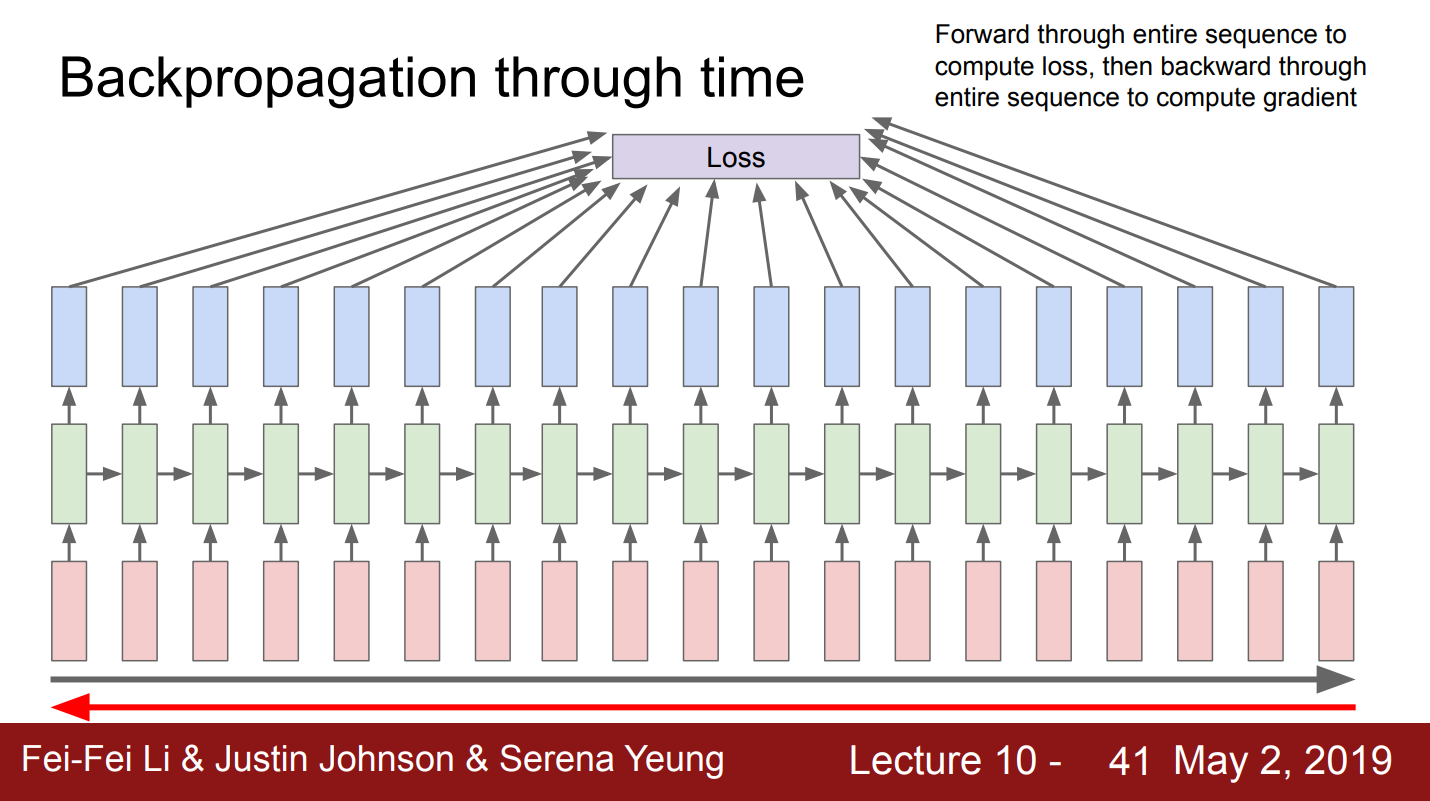 Backpropagation through time
Forward through entire sequence to
compute loss, then backward through
entire sequence to compute gradient
Loss
Fei-Fei Li & Justin Johnson & Serena Yeung
Lecture 10 - 41 May 2, 2019